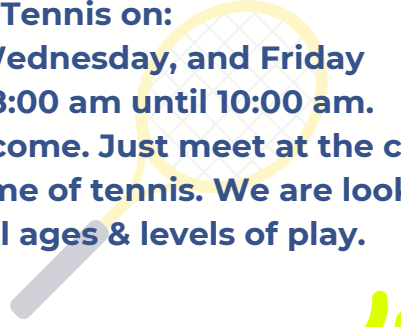 Tennis on:
Wednesday, and Friday
8:00 am until 10:00 am.
come. Just meet at the c
me of tennis. We are look
l ages & levels of play.